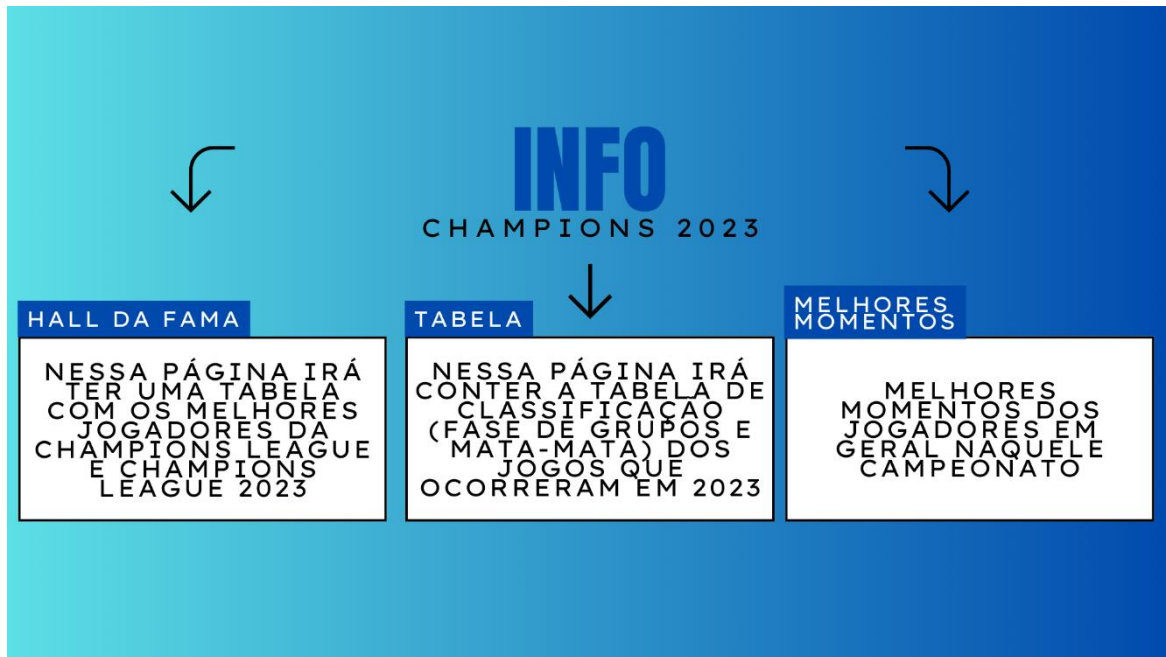 INFO
CHAMPIONS 2023
HALL DA FAMA
NESSA PÁGINA IRÁ
TER UMA TABELA
COM OS MELHORES
JOGADORES DA
CHAMPIONS LEAGUE
E CHAMPIONS
LEAGUE 2023
TABELA
NESSA PÁGINA IRÁ
CONTER A TABELA DE
CLASSIFICAÇÃO
(FASE DE GRUPOS E
MATA-MATA) DOS
JOGOS QUE
OCORRERAM EM 2023
MELHORES
MOMENTOS
MELHORES
MOMENTOS DOS
JOGADORES EM
GERAL NAQUELE
CAMPEONATO